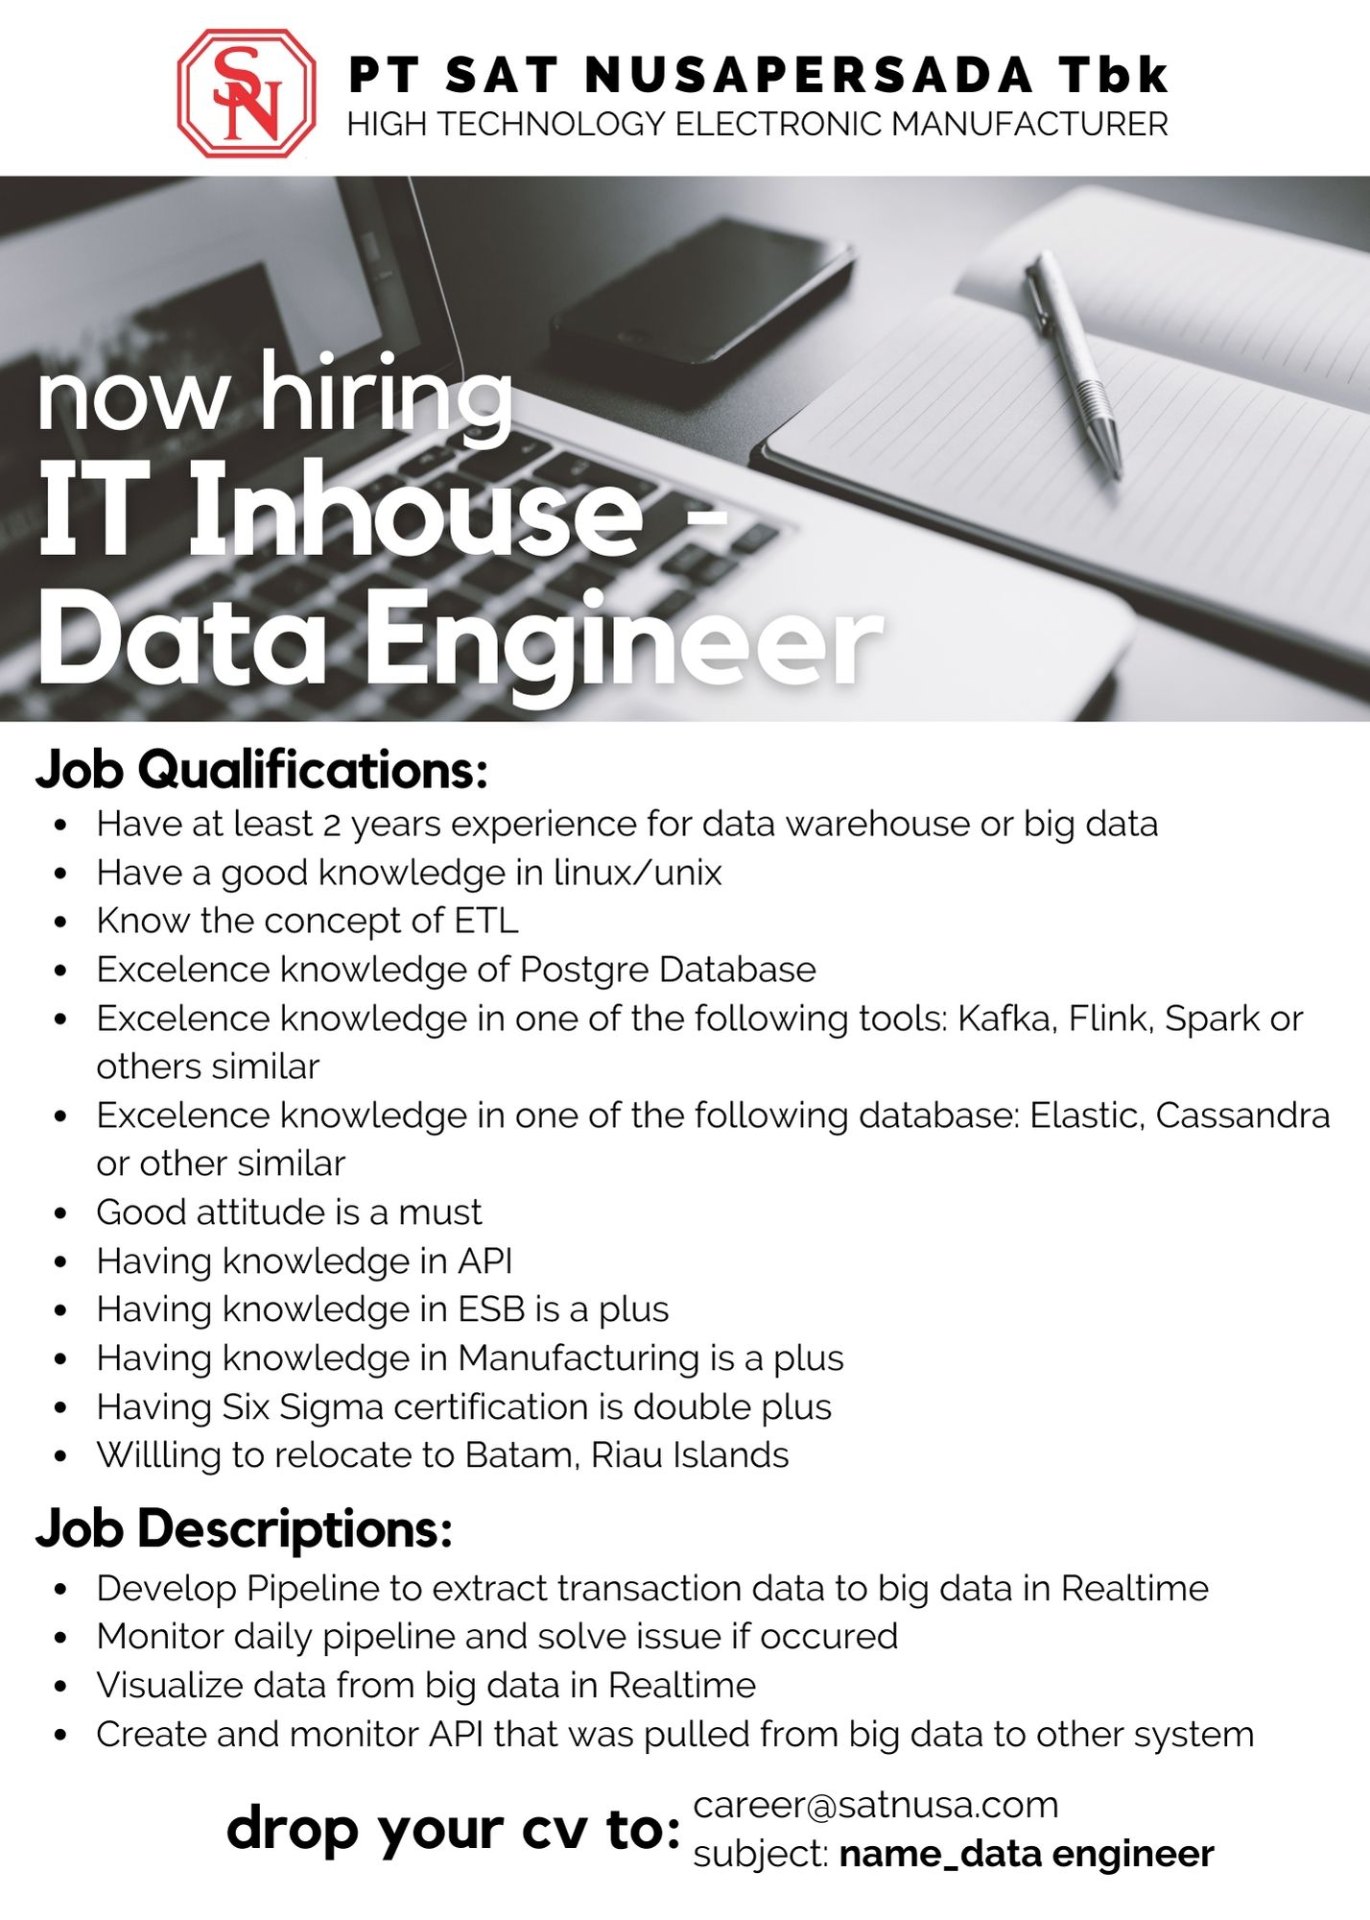 SN
PT SAT NUSAPERSADA Tbk
HIGH TECHNOLOGY ELECTRONIC MANUFACTURER
now hiring
IT Inhouse -
Data Engineer
Job Qualifications:
• Have at least 2 years experience for data warehouse or big data
• Have a good knowledge in linux/unix
• Know the concept of ETL
• Excelence knowledge of Postgre Database
• Excelence knowledge in one of the following tools: Kafka, Flink, Spark or
others similar
• Excelence knowledge in one of the following database: Elastic, Cassandra
or other similar
• Good attitude is a must
• Having knowledge in API
• Having knowledge in ESB is a plus
• Having knowledge in Manufacturing is a plus
• Having Six Sigma certification is double plus
• Willling to relocate to Batam, Riau Islands
Job Descriptions:
• Develop Pipeline to extract transaction data to big data in Realtime
• Monitor daily pipeline and solve issue if occured
• Visualize data from big data in Realtime
• Create and monitor API that was pulled from big data to other system
drop your cv to:
career@satnusa.com
subject: name_data engineer